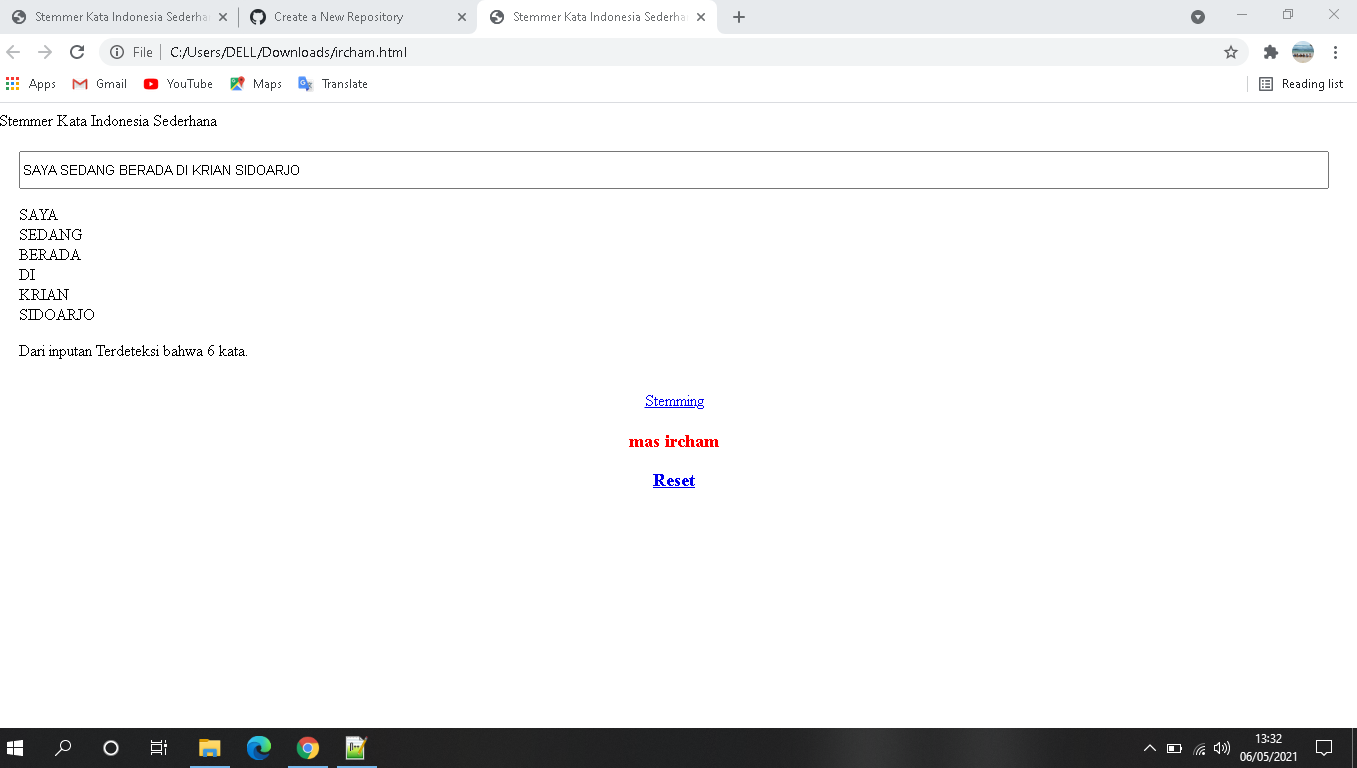 Stemmer Kata Indonesia Sederha
Create a New Repository
Stemmer Kata Indonesia Sederha
File C:/Users/DELL/Downloads/ircham.html
Apps Gmail YouTube Maps Translate Reading list
Stemmer Kata Indonesia Sederhana
SAYA SEDANG BERADA DI KRIAN SIDOARJO
SAYA
SEDANG
BERADA
DI
KRIAN
SIDOARJO
Dari inputan Terdeteksi bahwa 6 kata.
Stemming
mas ircham
Reset
13:32
06/05/2021